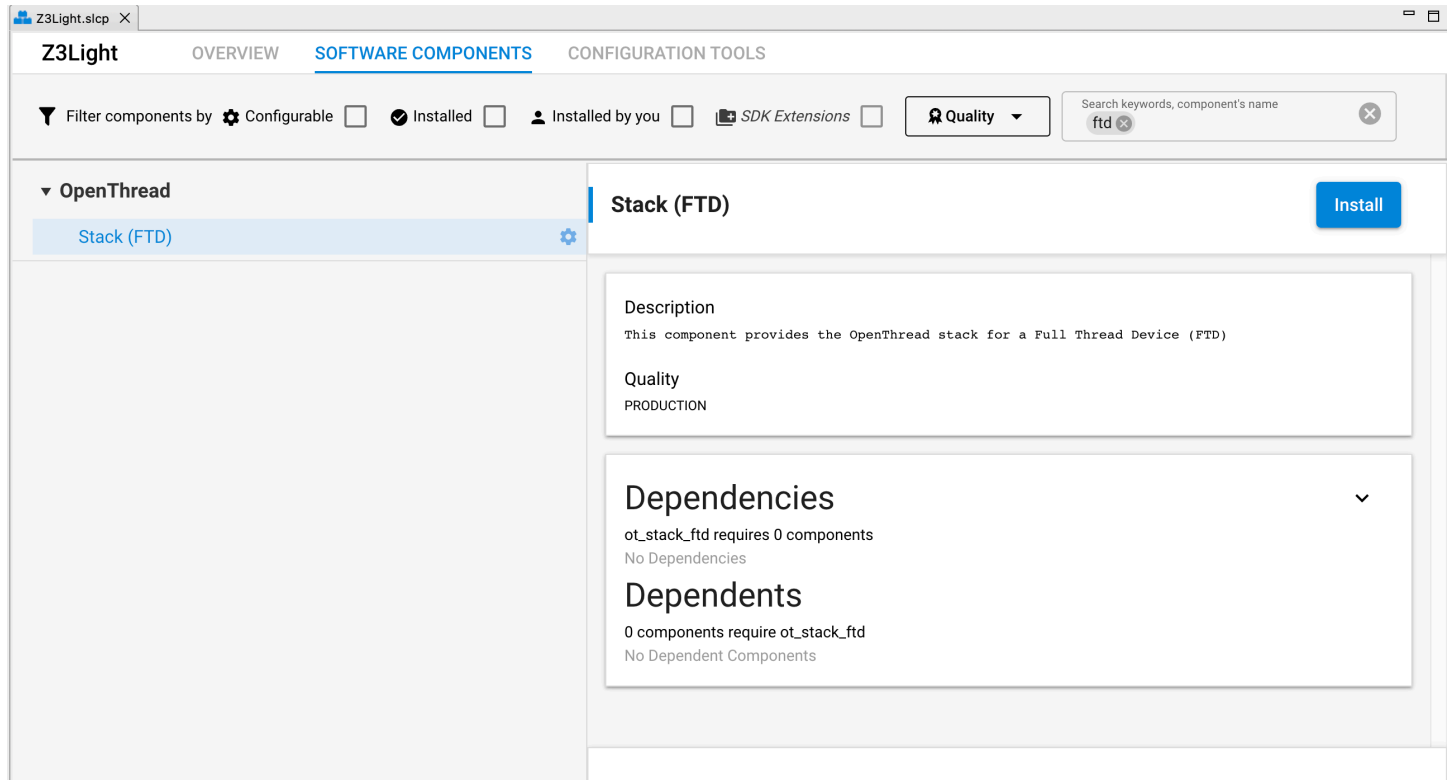 Z3Light.slcp
Z3Light OVERVIEW SOFTWARE COMPONENTS CONFIGURATION TOOLS
Filter components by Configurable Installed Installed by you SDK Extensions Quality
Search keywords, component's name
ftd
OpenThread
Stack (FTD)
Stack (FTD)
Install
Description
This component provides the OpenThread stack for a Full Thread Device (FTD)
Quality
PRODUCTION
Dependencies
ot_stack_ftd requires 0 components
No Dependencies
Dependents
0 components require ot_stack_ftd
No Dependent Components